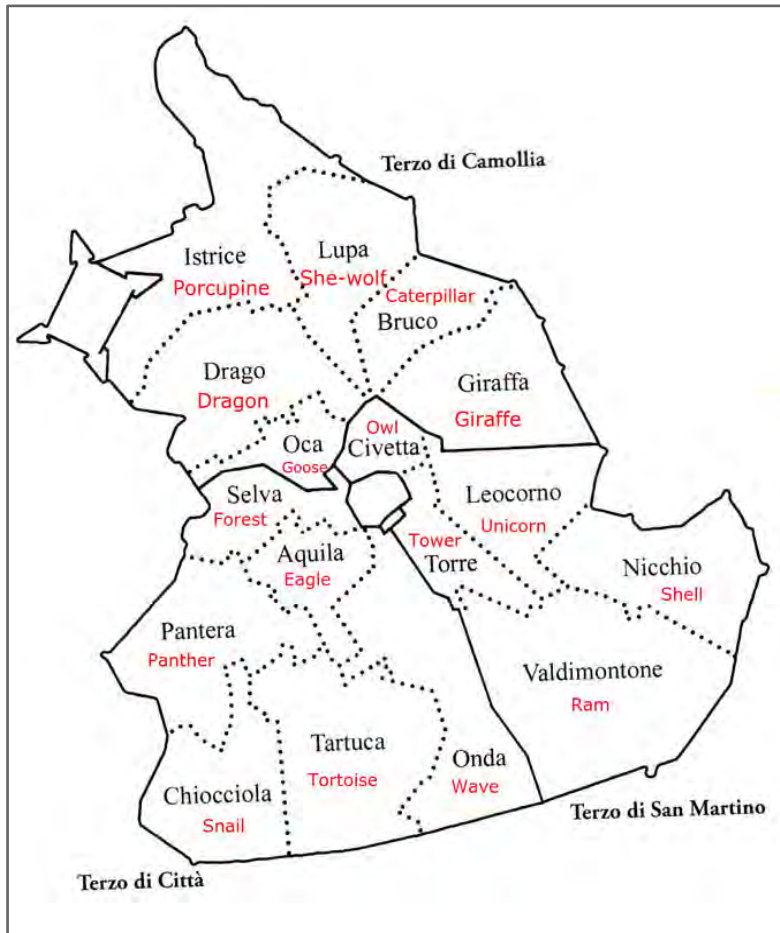 Terzo di Camollia
Istrice
Porcupine
Lupa
She-wolf
Caterpillar
Bruco
Drago
Dragon
Giraffa
Giraffe
Oca
Goose
Owl
Civetta
Selva
Forest
Leocorno
Unicorn
Aquila
Eagle
Tower
Torre
Nicchio
Shell
Pantera
Panther
Valdimontone
Ram
Tartuca
Tortoise
Onda
Wave
Chiocciola
Snail
Terzo di San Martino
Terzo di Città